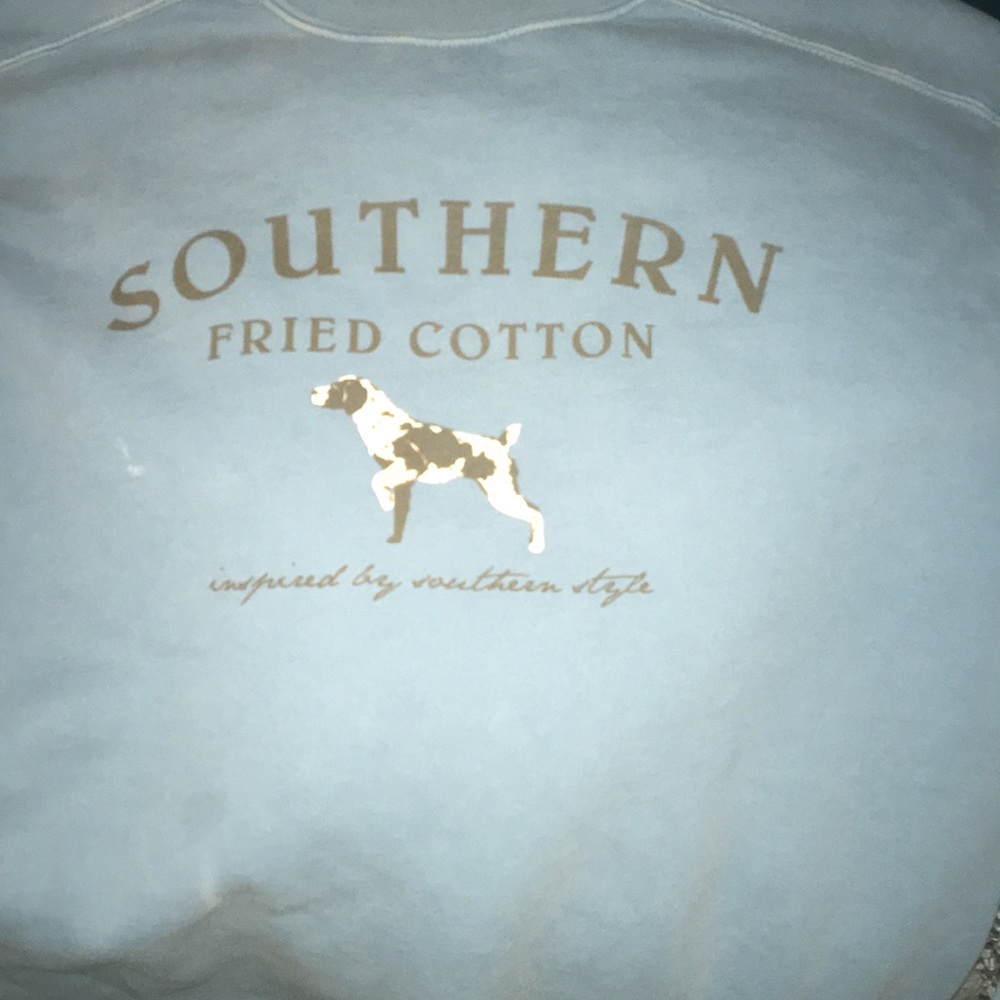 SOUTHERN
FRIED COTTON
inspired by southern style